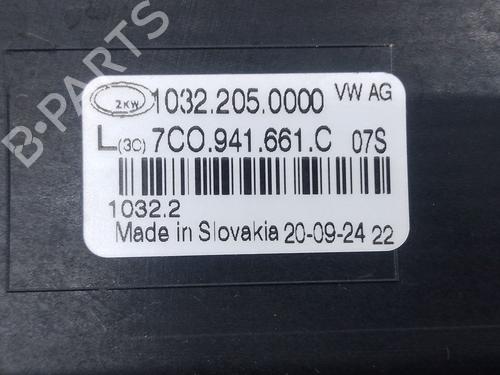 2KW 1032.205.0000 VW AG
L(3C) 7C0.941.661.C 07S
1032.2
Made in Slovakia 20-09-24 22
B-PARTS